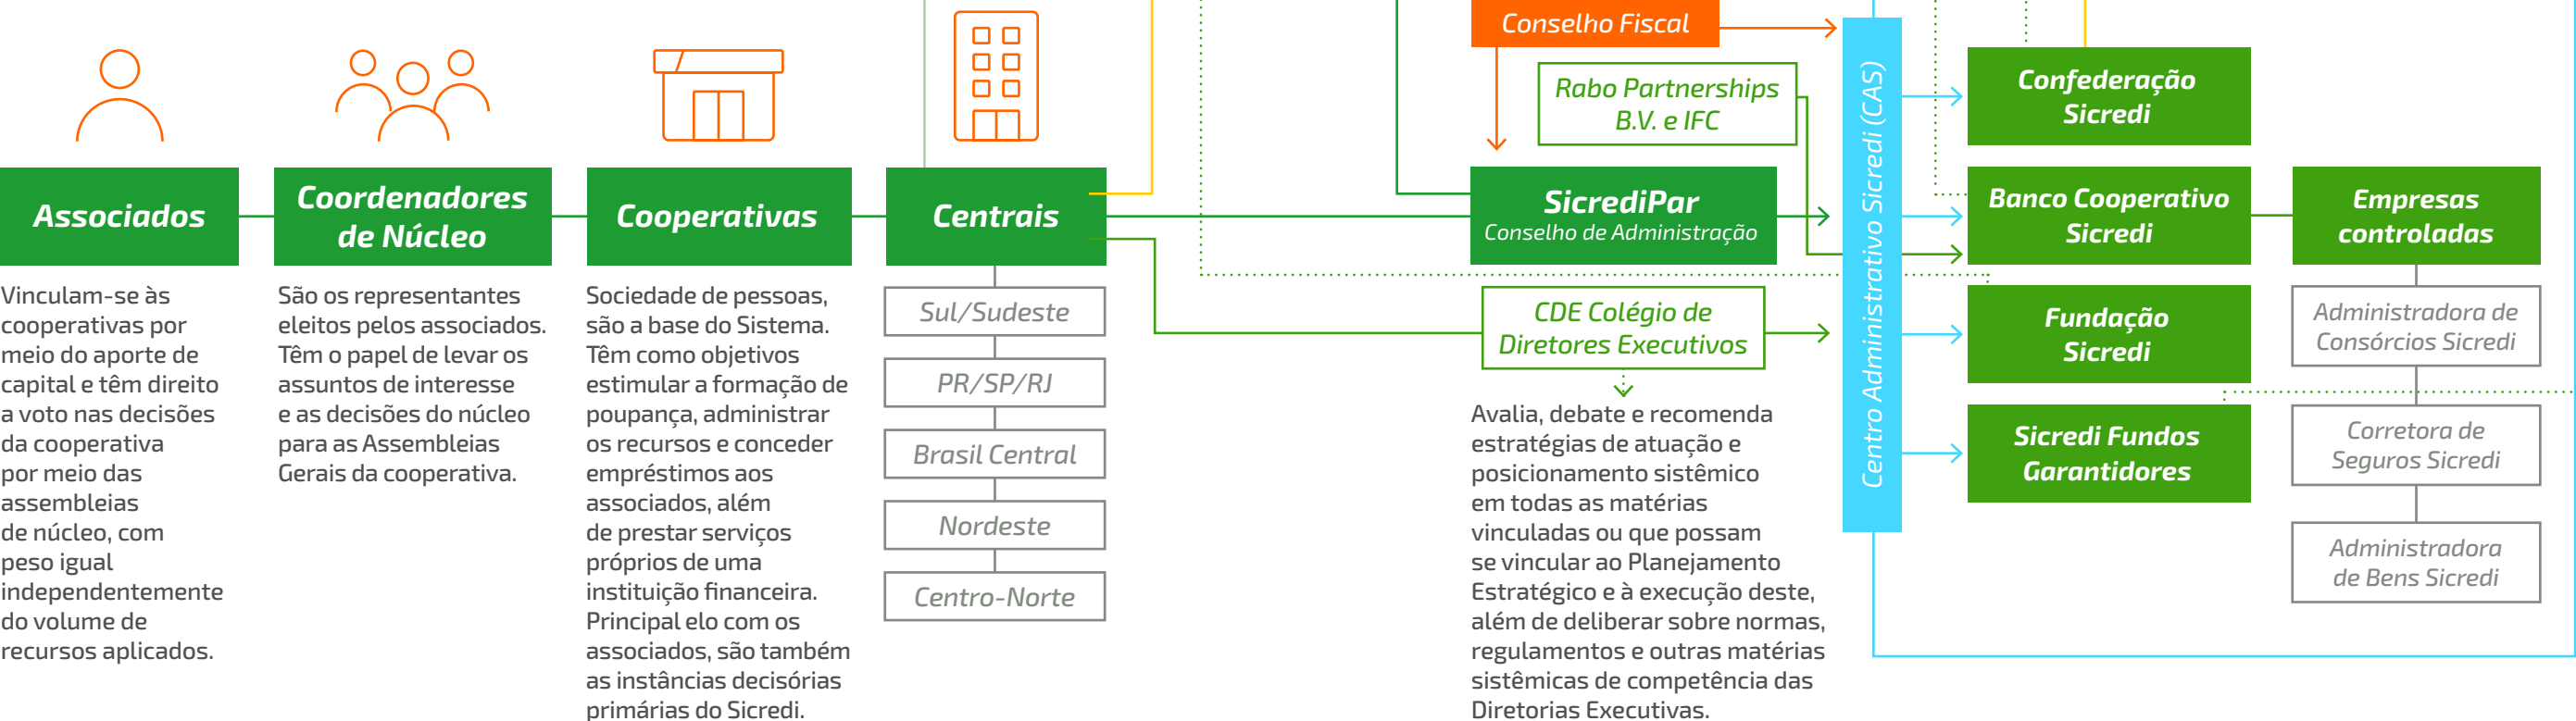 Associados
Vinculam-se às
cooperativas por
meio do aporte de
capital e têm direito
a voto nas decisões
da cooperativa
por meio das
assembleias
de núcleo, com
peso igual
independentemente
do volume de
recursos aplicados.
Coordenadores
de Núcleo
São os representantes
eleitos pelos associados.
Têm o papel de levar os
assuntos de interesse
e as decisões do núcleo
para as Assembleias
Gerais da cooperativa.
Cooperativas
Sociedade de pessoas,
são a base do Sistema.
Têm como objetivos
estimular a formação de
poupança, administrar
os recursos e conceder
empréstimos aos
associados, além
de prestar serviços
próprios de uma
instituição financeira.
Principal elo com os
associados, são também
as instâncias decisórias
primárias do Sicredi.
Centrais
Sul/Sudeste
PR/SP/RJ
Brasil Central
Nordeste
Centro-Norte
Conselho Fiscal
Rabo Partnerships
B.V. e IFC
SicrediPar
Conselho de Administração
CDE Colégio de
Diretores Executivos
Avalia, debate e recomenda
estratégias de atuação e
posicionamento sistêmico
em todas as matérias
vinculadas ou que possam
se vincular ao Planejamento
Estratégico e à execução deste,
além de deliberar sobre normas,
regulamentos e outras matérias
sistêmicas de competência das
Diretorias Executivas.
Centro Administrativo Sicredi (CAS)
Confederação
Sicredi
Banco Cooperativo
Sicredi
Fundação
Sicredi
Sicredi Fundos
Garantidores
Empresas
controladas
Administradora de
Consórcios Sicredi
Corretora de
Seguros Sicredi
Administradora
de Bens Sicredi